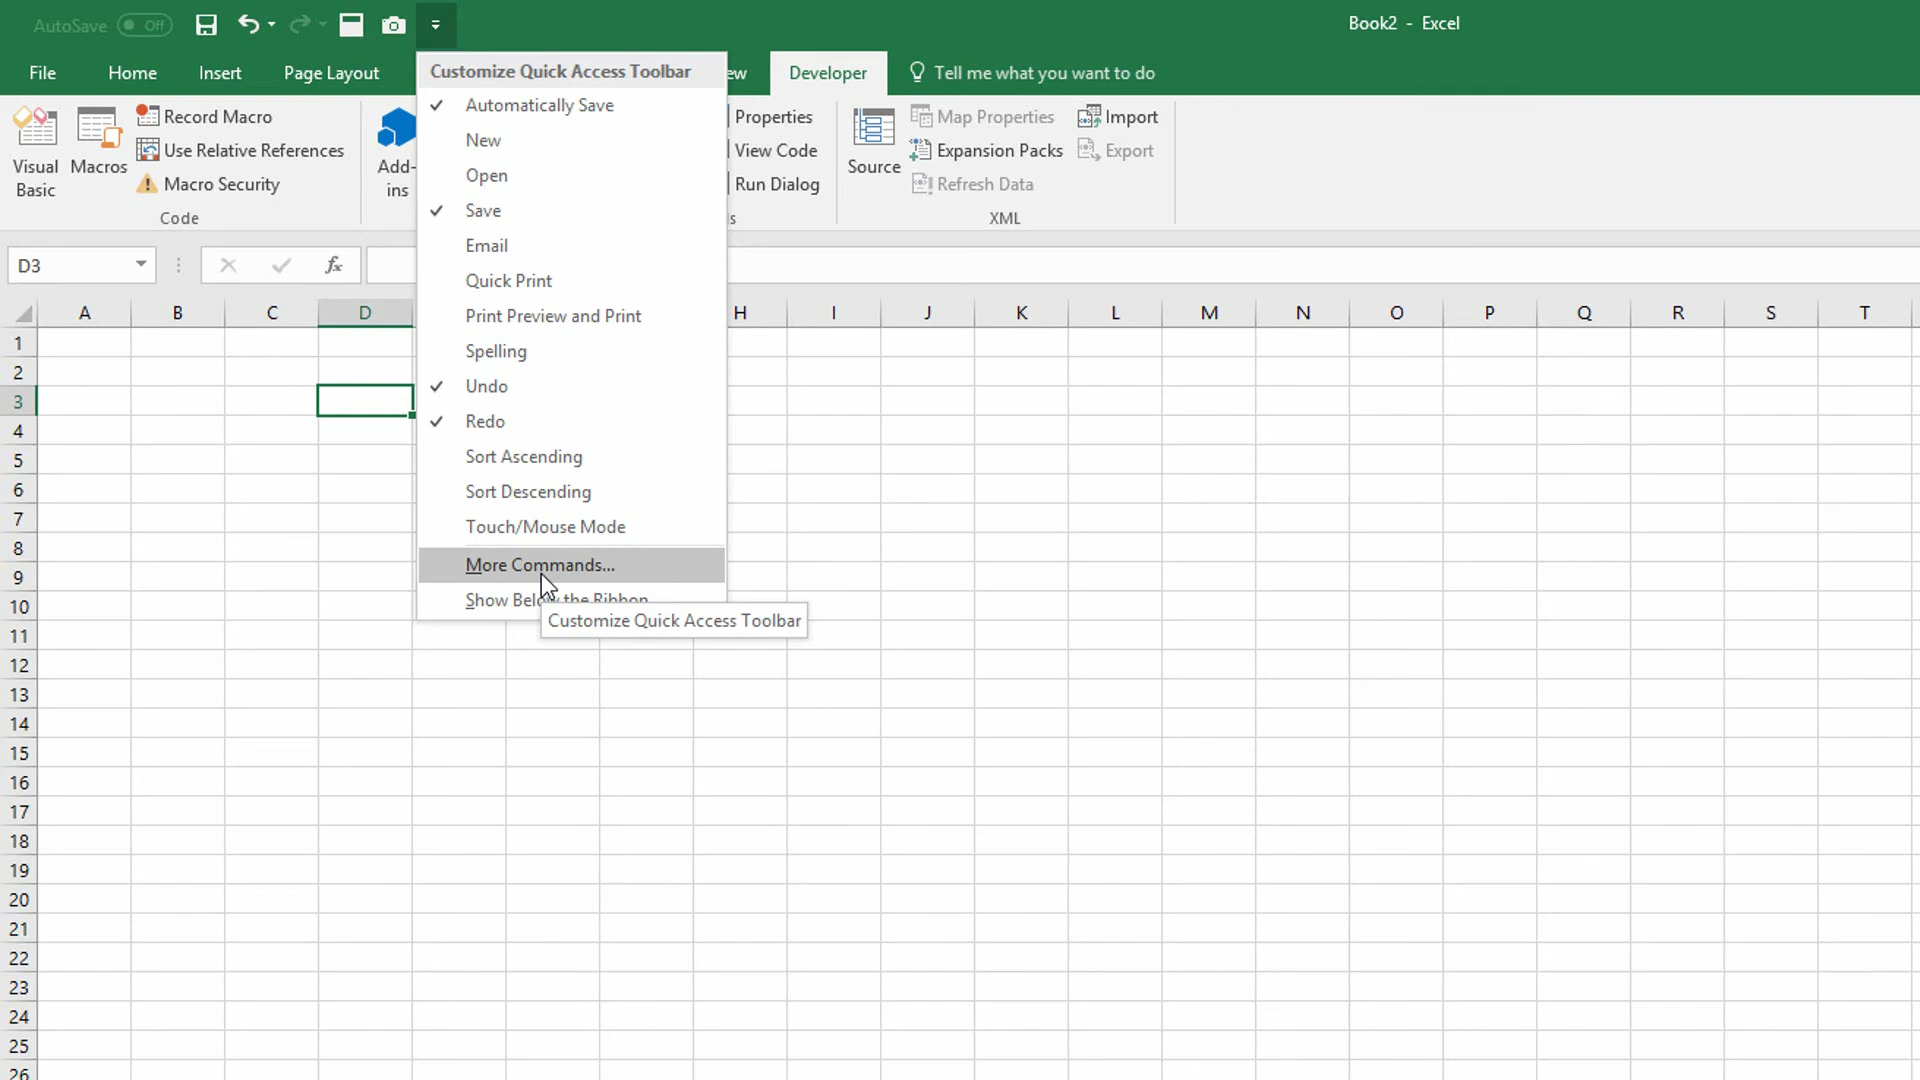 AutoSave Off
Book2 - Excel
File Home Insert Page Layout Developer Tell me what you want to do
Customize Quick Access Toolbar
Automatically Save
New
Open
Save
Email
Quick Print
Print Preview and Print
Spelling
Undo
Redo
Sort Ascending
Sort Descending
Touch/Mouse Mode
More Commands...
Show Below the Ribbon
Customize Quick Access Toolbar
Visual Basic
Macros
Record Macro
Use Relative References
Macro Security
Code
Add-ins
Properties
View Code
Run Dialog
Source
Map Properties
Expansion Packs
Refresh Data
Import
Export
XML
D3
fx
A B C D H I J K L M N O P Q R S T
1
2
3
4
5
6
7
8
9
10
11
12
13
14
15
16
17
18
19
20
21
22
23
24
25
26